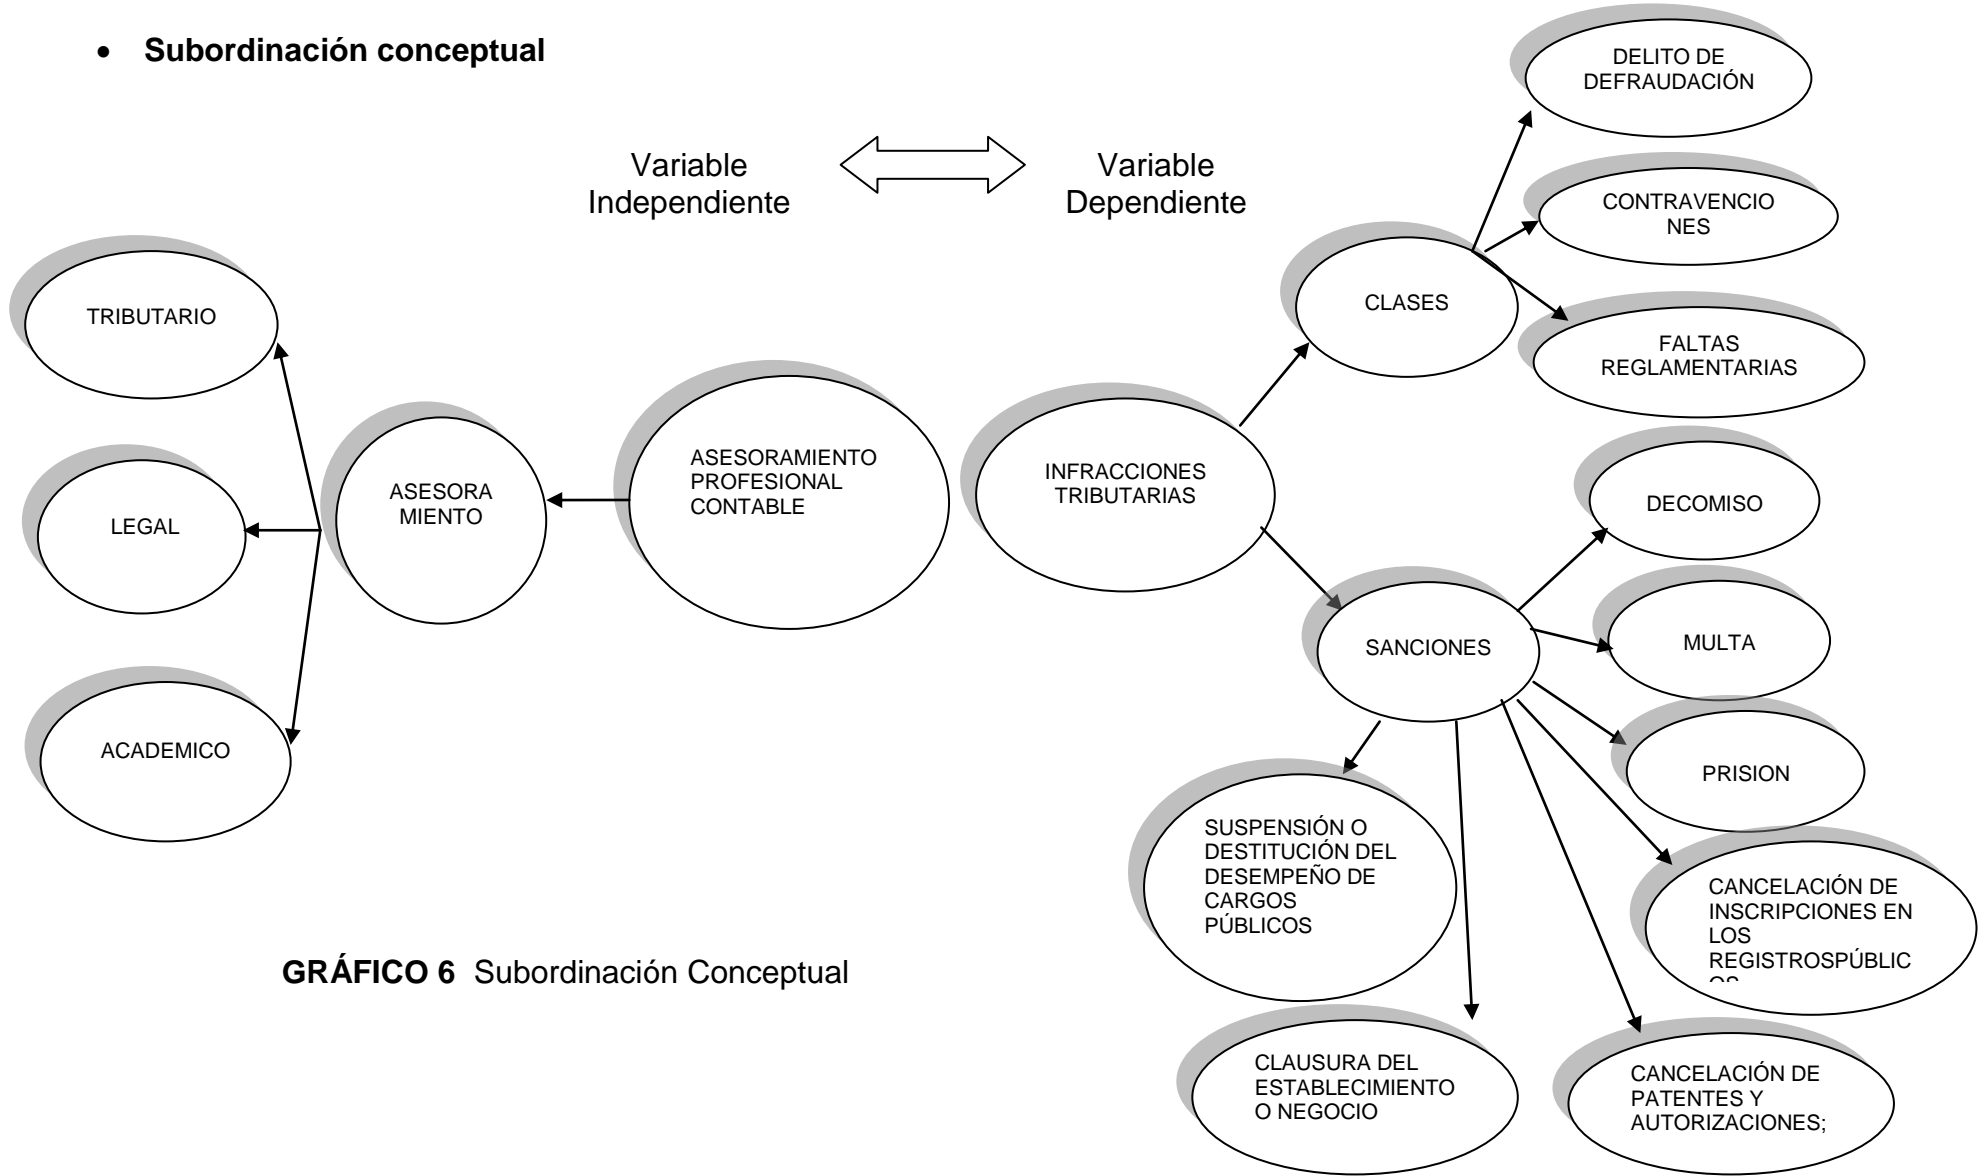 • Subordinación conceptual
Variable
Independiente
Variable
Dependiente
TRIBUTARIO
LEGAL
ACADEMICO
ASESORA
MIENTO
ASESORAMIENTO
PROFESIONAL
CONTABLE
INFRACCIONES
TRIBUTARIAS
CLASES
DELITO DE
DEFRAUDACIÓN
CONTRAVENCIO
NES
FALTAS
REGLAMENTARIAS
SANCIONES
DECOMISO
MULTA
PRISION
CANCELACIÓN DE
INSCRIPCIONES EN
LOS
REGISTROSPÚBLIC
OS
CANCELACIÓN DE
PATENTES Y
AUTORIZACIONES;
CLAUSURA DEL
ESTABLECIMIENTO
O NEGOCIO
SUSPENSIÓN O
DESTITUCIÓN DEL
DESEMPEÑO DE
CARGOS
PÚBLICOS
GRÁFICO 6 Subordinación Conceptual